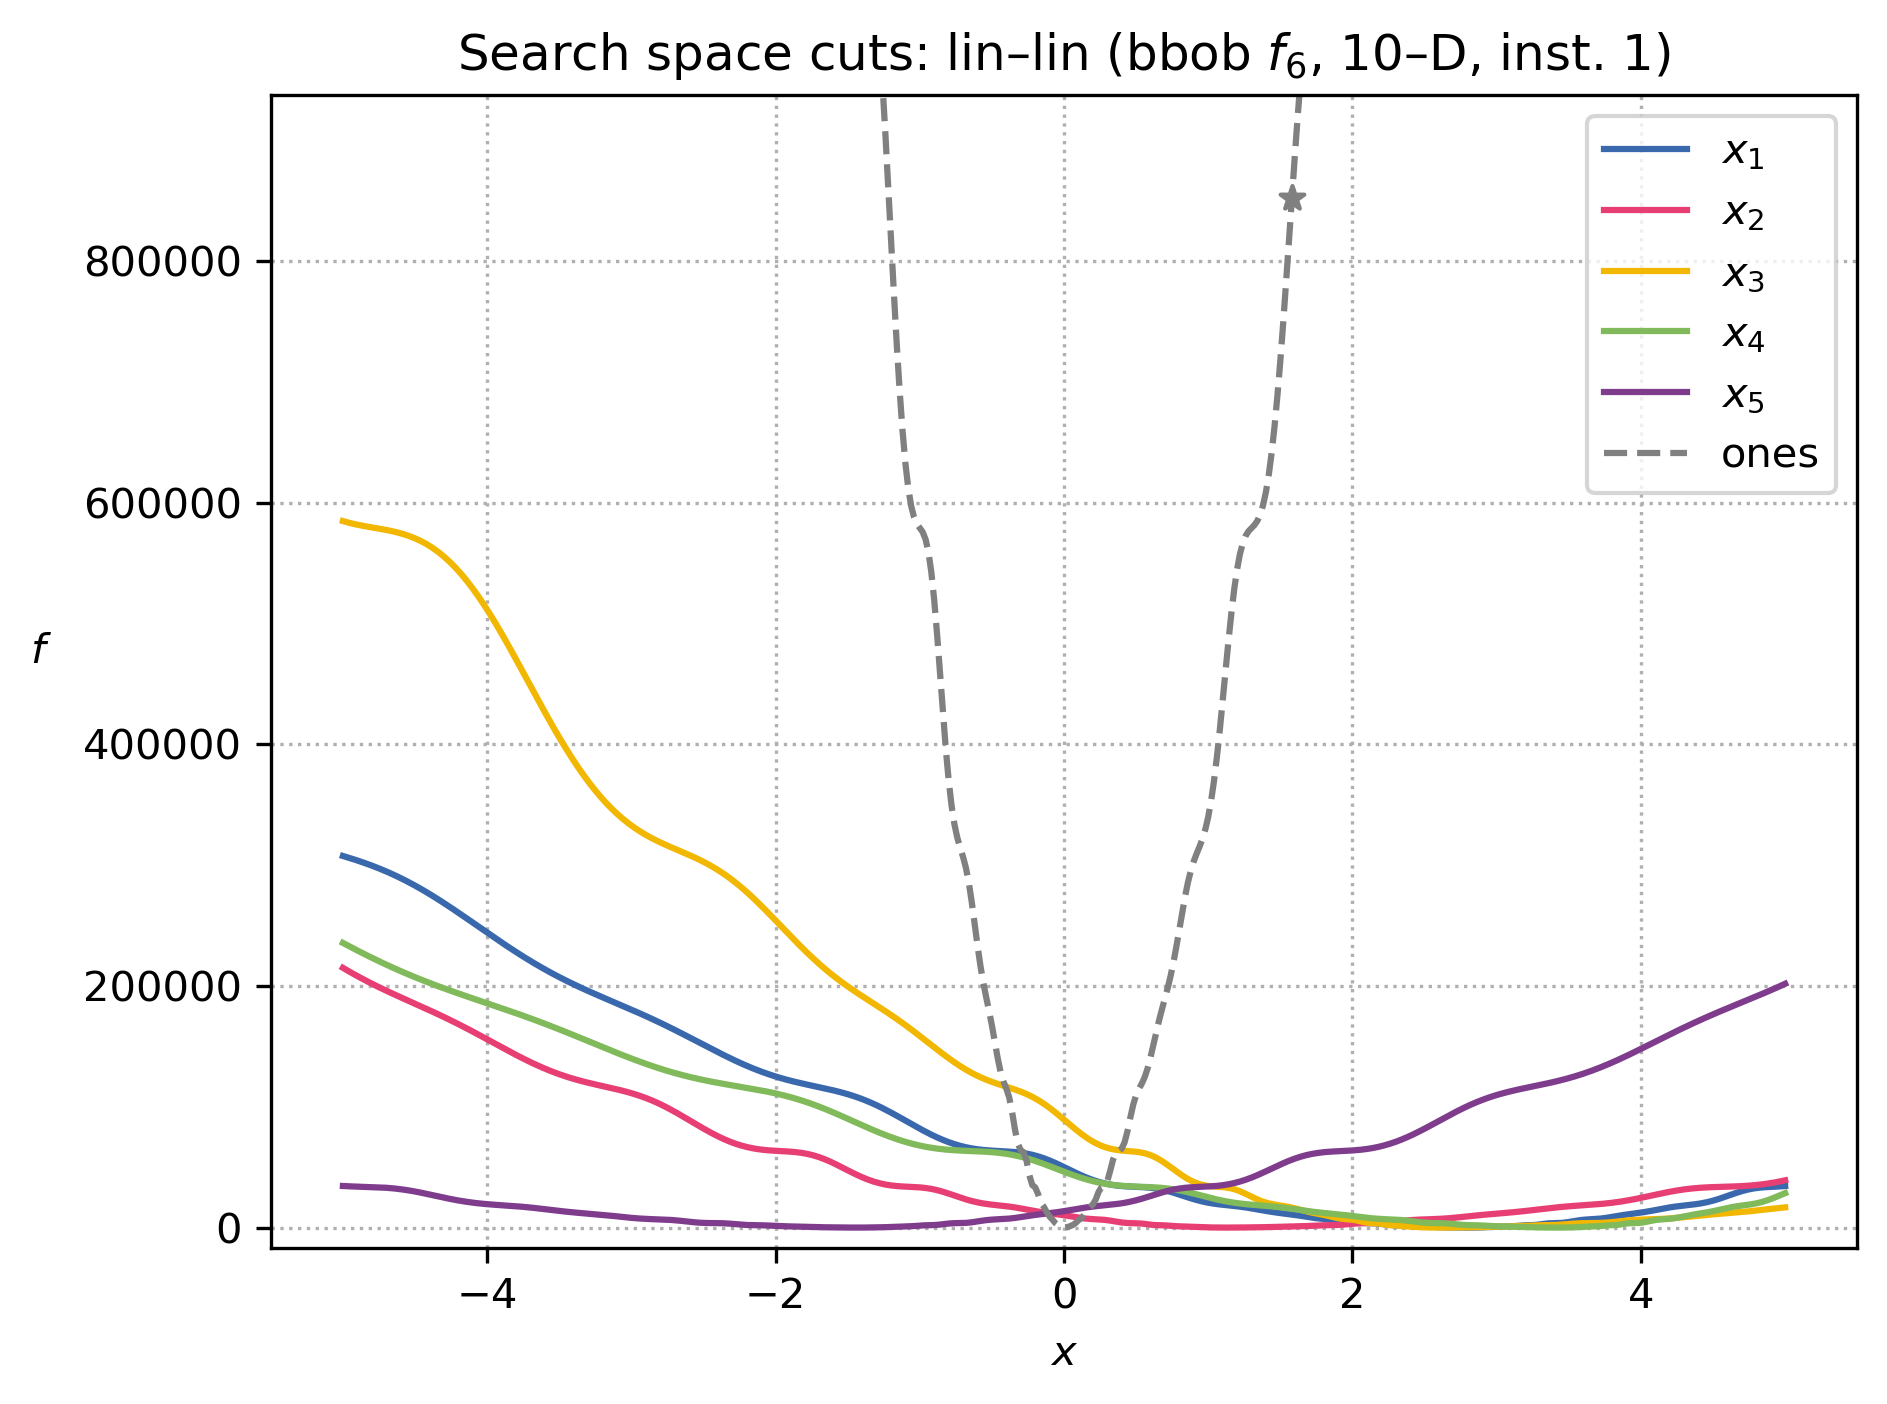 Search space cuts: lin–lin (bbob f₆, 10–D, inst. 1)
x₁
x₂
x₃
x₄
x₅
ones
800000
600000
400000
200000
0
f
−4 −2 0 2 4
x